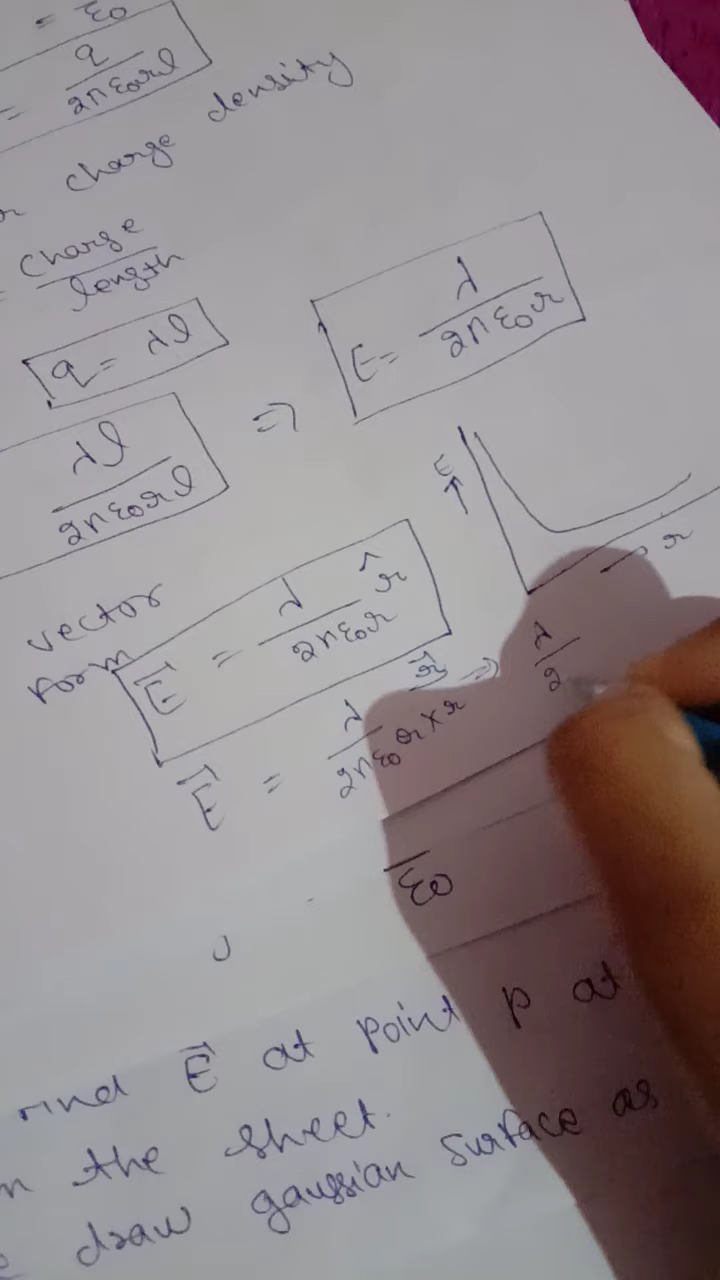 = ε0
= q / 2πε0rl
charge density
Charge / length
q = λl
E = λ / 2πε0r
λl / 2πε0rl ⇒
E ↑
→ r
vector form
E⃗ = λ / 2πε0r r̂
E⃗ = λ / 2πε0 r×r r⃗ ⇒ λ / 2
ε0
Find E⃗ at point P at
the sheet.
draw gaussian surface as